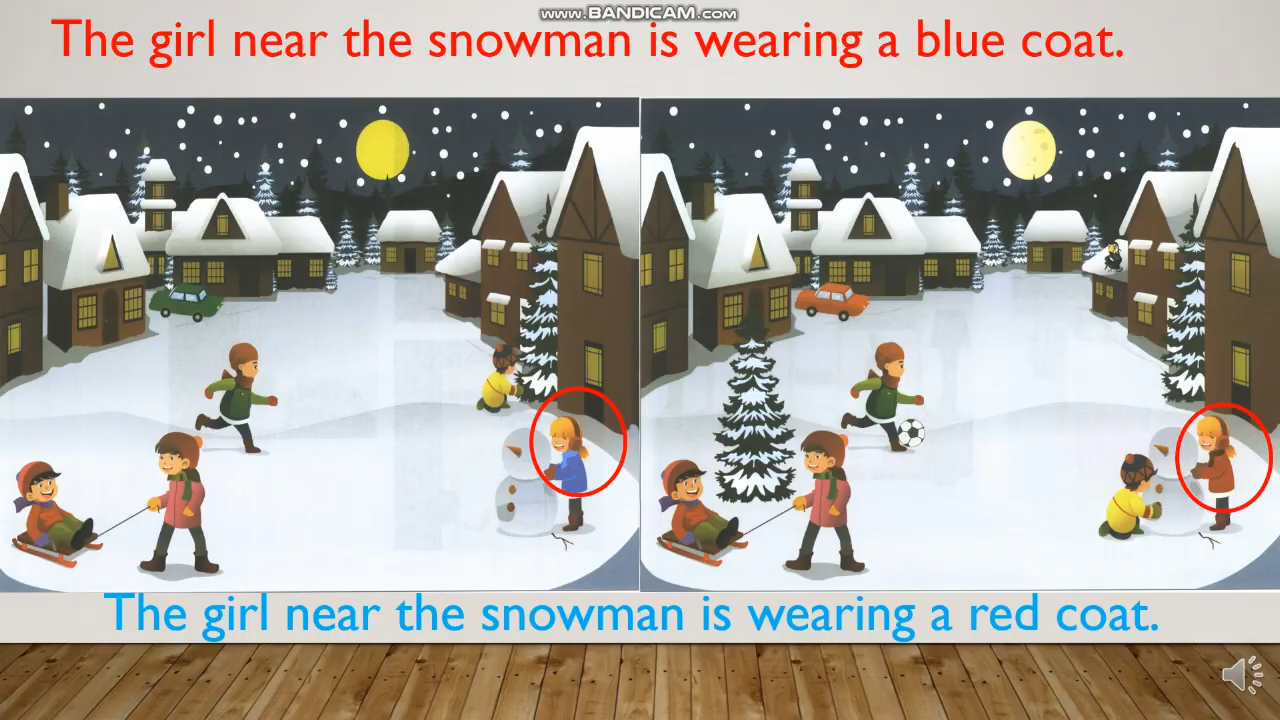 www.BANDICAM.com
The girl near the snowman is wearing a blue coat.
The girl near the snowman is wearing a red coat.